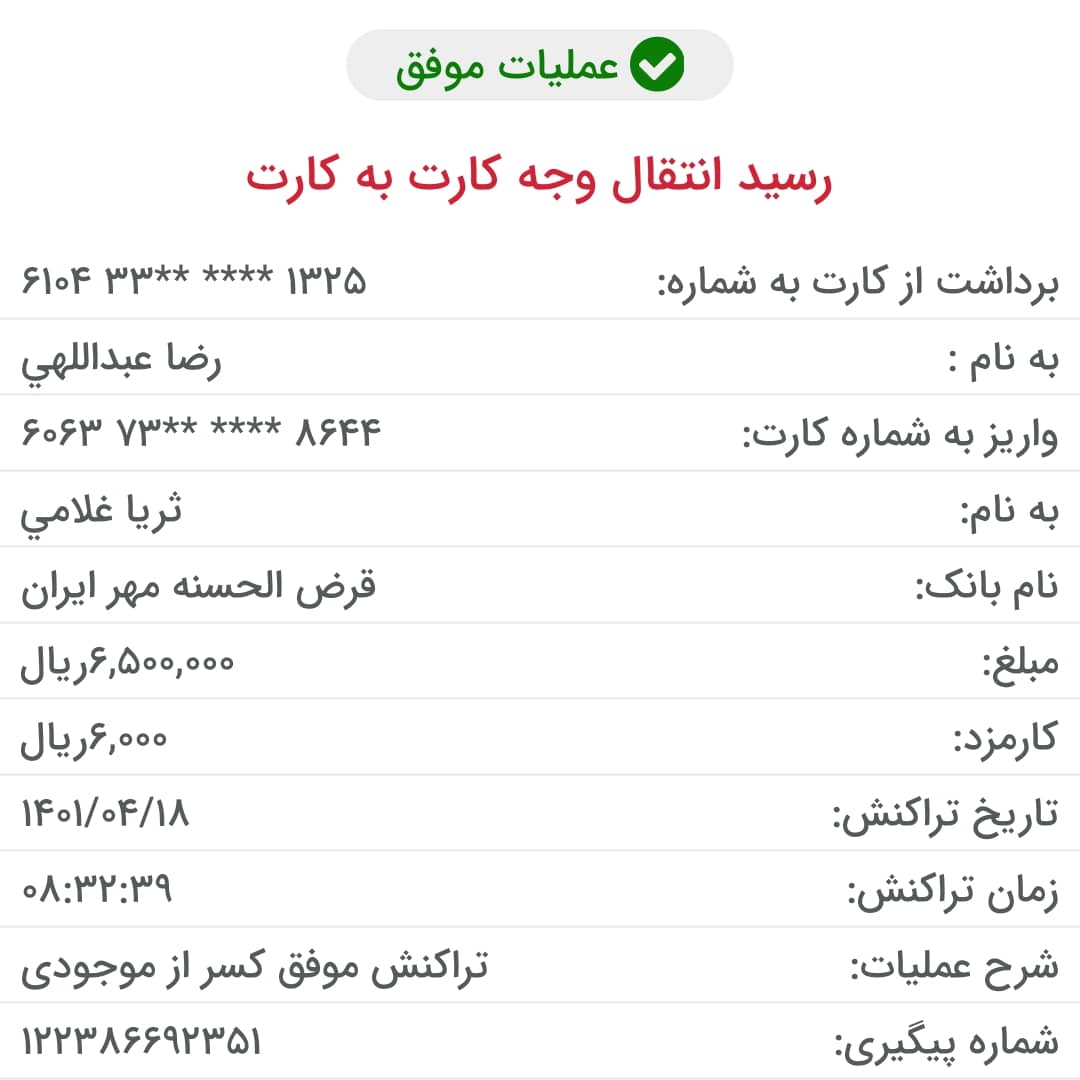 عملیات موفق
رسید انتقال وجه کارت به کارت
برداشت از کارت به شماره: ۶۱۰۴ ۳۳** **** ۱۳۲۵
به نام : رضا عبداللهي
واریز به شماره کارت: ۶۰۶۳ ۷۳** **** ۸۶۴۴
به نام: ثریا غلامي
نام بانک: قرض الحسنه مهر ایران
مبلغ: ۶,۵۰۰,۰۰۰ریال
کارمزد: ۶,۰۰۰ریال
تاریخ تراکنش: ۱۴۰۱/۰۴/۱۸
زمان تراکنش: ۰۸:۳۲:۳۹
شرح عملیات: تراکنش موفق کسر از موجودی
شماره پیگیری: ۱۲۲۳۸۶۶۹۲۳۵۱